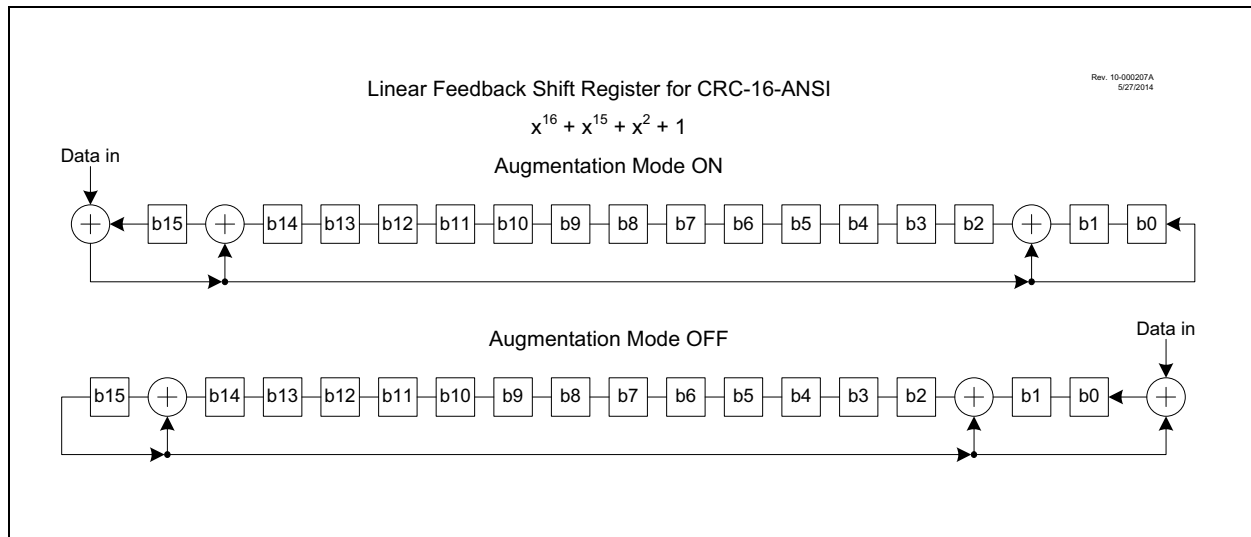 Linear Feedback Shift Register for CRC-16-ANSI
Rev. 10-000207A
5/27/2014
x^16 + x^15 + x^2 + 1
Augmentation Mode ON
Data in
b15 b14 b13 b12 b11 b10 b9 b8 b7 b6 b5 b4 b3 b2 b1 b0
Augmentation Mode OFF
Data in
b15 b14 b13 b12 b11 b10 b9 b8 b7 b6 b5 b4 b3 b2 b1 b0